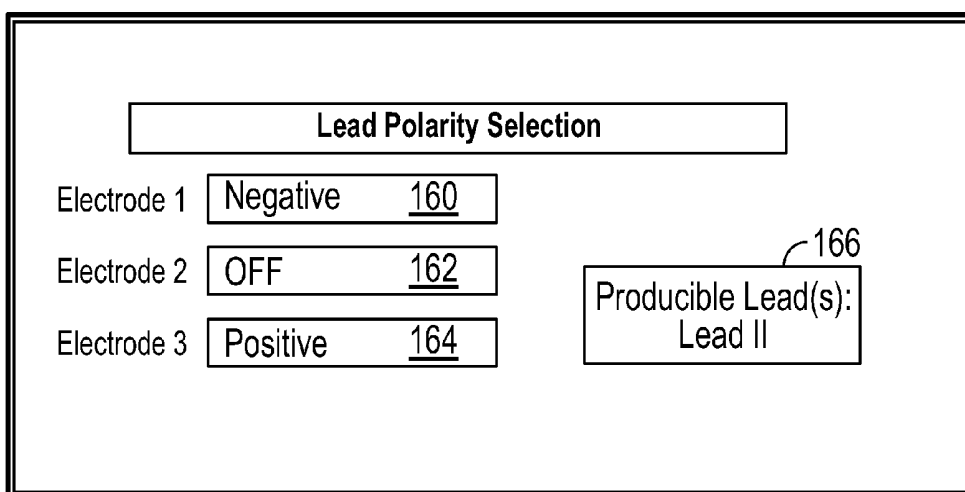 Lead Polarity Selection
Electrode 1 Negative 160
Electrode 2 OFF 162
Electrode 3 Positive 164
166
Producible Lead(s):
Lead II